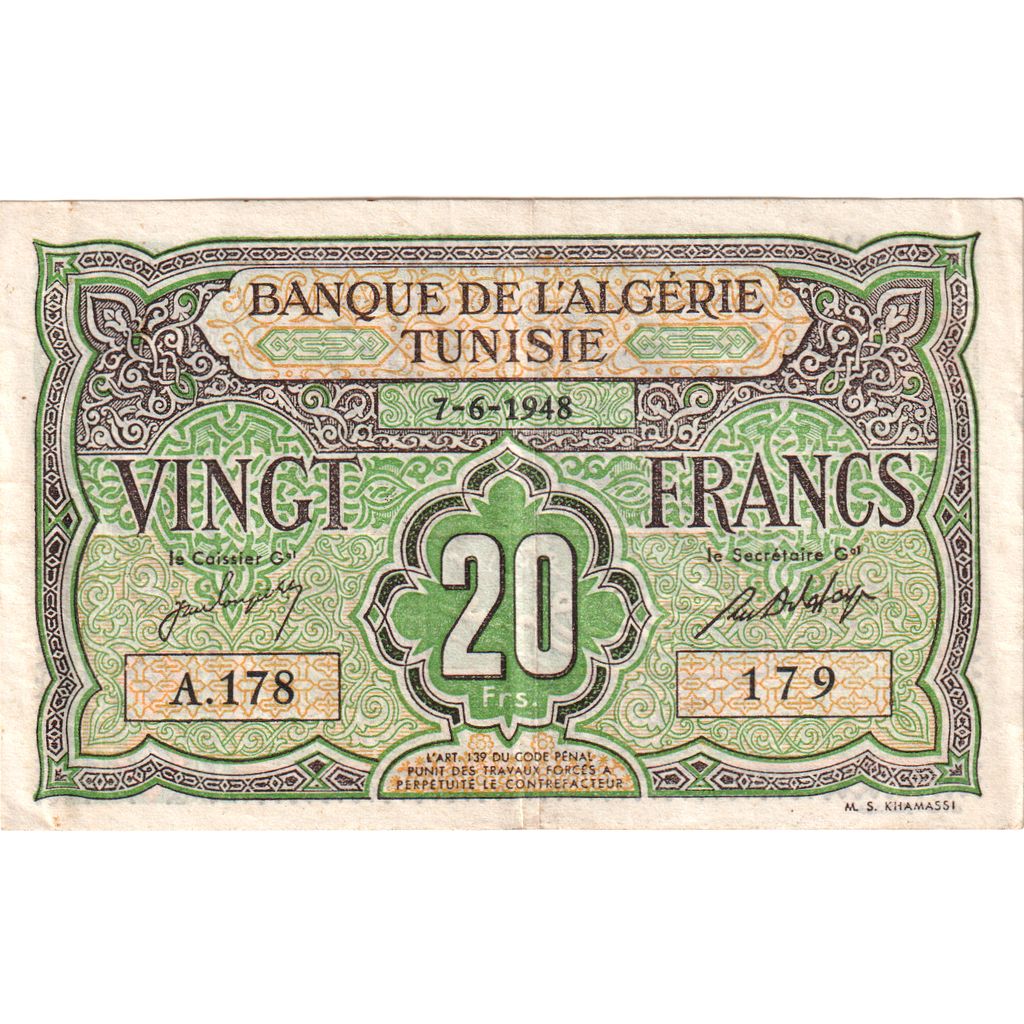 BANQUE DE L'ALGÉRIE
TUNISIE
7-6-1948
VINGT FRANCS
le Caissier Gal
le Secrétaire Gal
20
Frs.
A.178
179
L'ART. 139 DU CODE PÉNAL
PUNIT DES TRAVAUX FORCÉS A
PERPÉTUITÉ LE CONTREFACTEUR
M. S. KHAMASSI